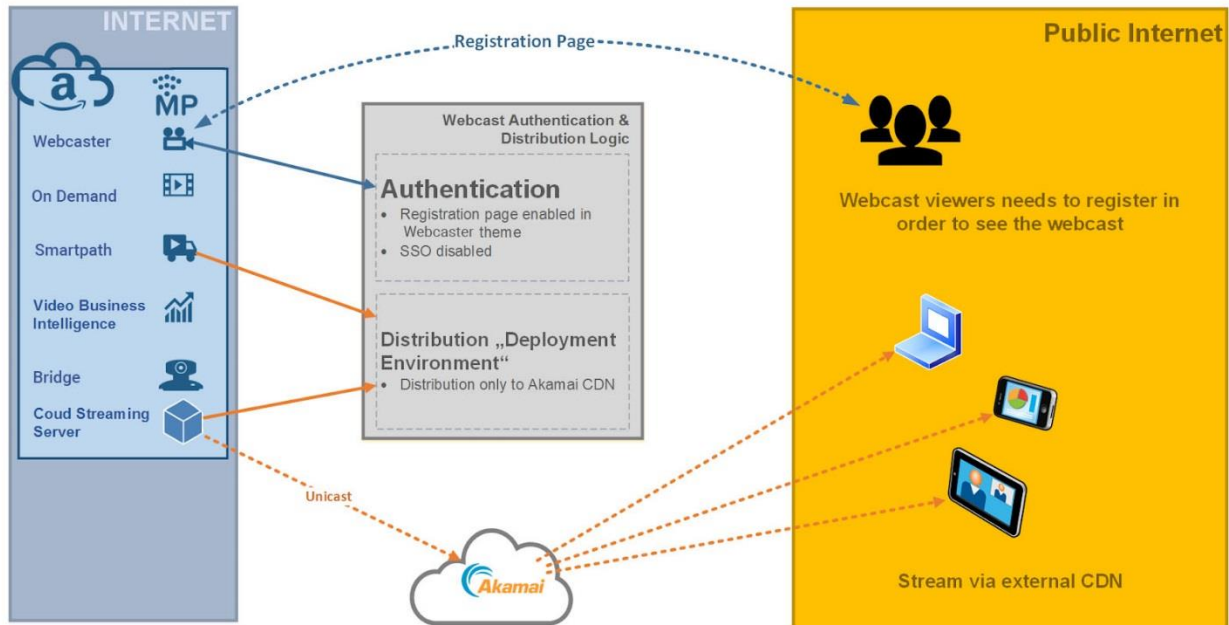 INTERNET
a
MP
Webcaster
On Demand
Smartpath
Video Business
Intelligence
Bridge
Coud Streaming
Server
Registration Page
Webcast Authentication &
Distribution Logic
Authentication
• Registration page enabled in
Webcaster theme
• SSO disabled
Distribution „Deployment
Environment“
• Distribution only to Akamai CDN
Unicast
Akamai
Public Internet
Webcast viewers needs to register in
order to see the webcast
Stream via external CDN